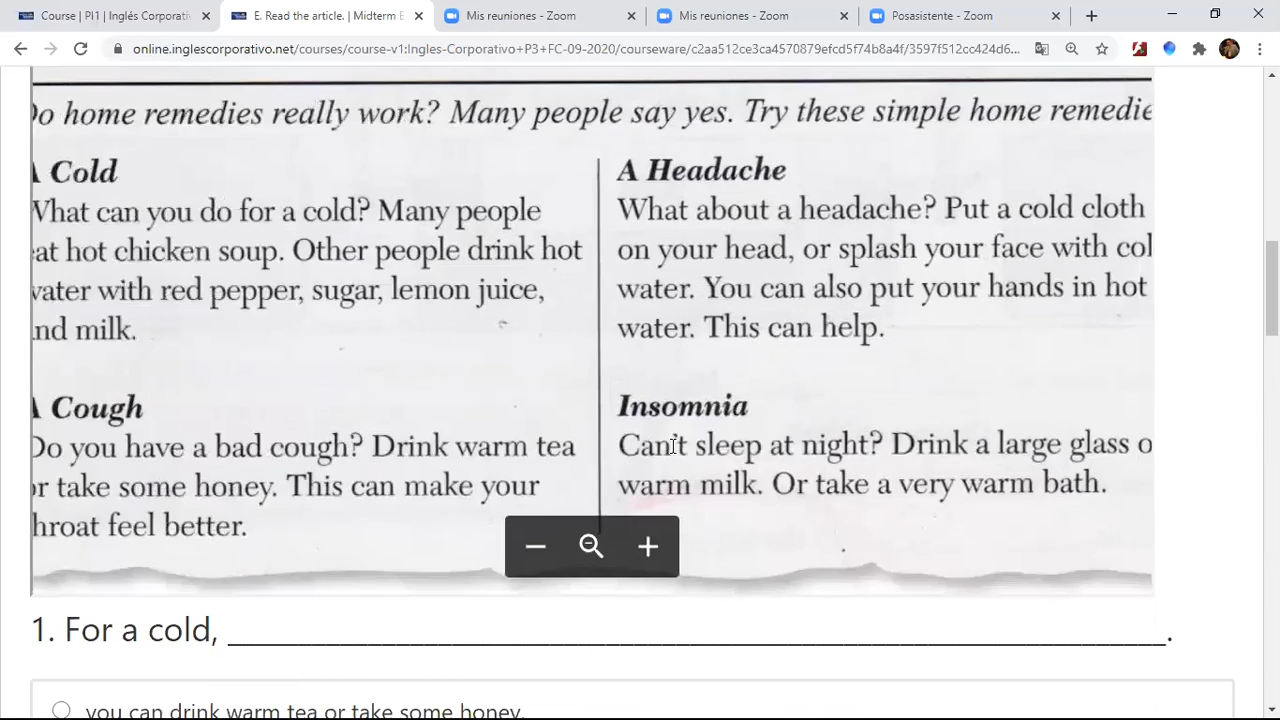 Course | PI1 | Inglés Corporati
E. Read the article. | Midterm E
Mis reuniones - Zoom
Mis reuniones - Zoom
Posasistente - Zoom
online.inglescorporativo.net/courses/course-v1:Ingles-Corporativo+P3+FC-09-2020/courseware/c2aa512ce3ca4570879efcd5f74b8a4f/3597f512cc424d6...
Do home remedies really work? Many people say yes. Try these simple home remedie
A Cold
What can you do for a cold? Many people
eat hot chicken soup. Other people drink hot
water with red pepper, sugar, lemon juice,
and milk.
A Cough
Do you have a bad cough? Drink warm tea
or take some honey. This can make your
throat feel better.
A Headache
What about a headache? Put a cold cloth
on your head, or splash your face with col
water. You can also put your hands in hot
water. This can help.
Insomnia
Can't sleep at night? Drink a large glass o
warm milk. Or take a very warm bath.
1. For a cold, ______________________________.
you can drink warm tea or take some honey.